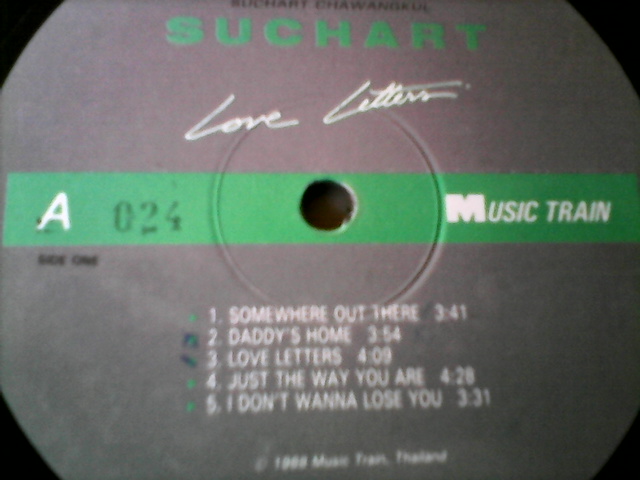 SUCHART CHAWANGKUL
SUCHART
Love Letters
A 024 MUSIC TRAIN
SIDE ONE
1. SOMEWHERE OUT THERE 3:41
2. DADDY'S HOME 3:54
3. LOVE LETTERS 4:09
4. JUST THE WAY YOU ARE 4:28
5. I DON'T WANNA LOSE YOU 3:31
Music Train, Thailand